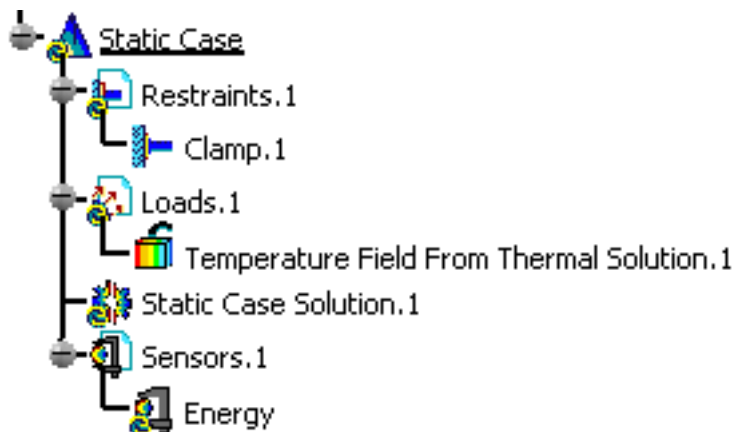 Static Case
Restraints.1
Clamp.1
Loads.1
Temperature Field From Thermal Solution.1
Static Case Solution.1
Sensors.1
Energy